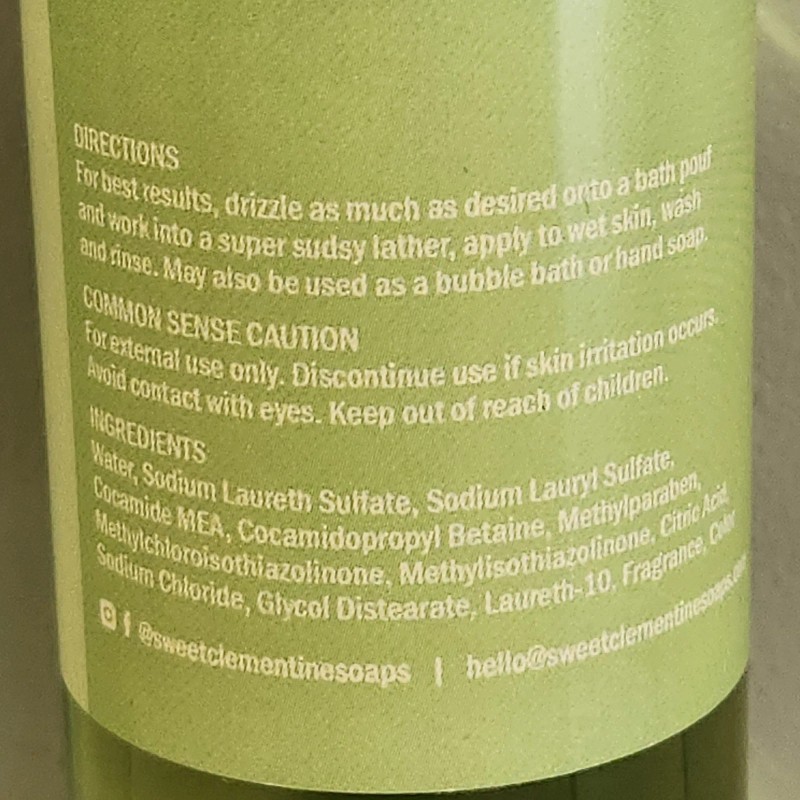 DIRECTIONS
For best results, drizzle as much as desired onto a bath pouf
and work into a super sudsy lather, apply to wet skin, wash
and rinse. May also be used as a bubble bath or hand soap.
COMMON SENSE CAUTION
For external use only. Discontinue use if skin irritation occurs.
Avoid contact with eyes. Keep out of reach of children.
INGREDIENTS
Water, Sodium Laureth Sulfate, Sodium Lauryl Sulfate,
Cocamide MEA, Cocamidopropyl Betaine, Methylparaben,
Methylchloroisothiazolinone, Methylisothiazolinone, Citric Acid,
Sodium Chloride, Glycol Distearate, Laureth-10, Fragrance, Color
@sweetclementinesoaps | hello@sweetclementinesoaps.com